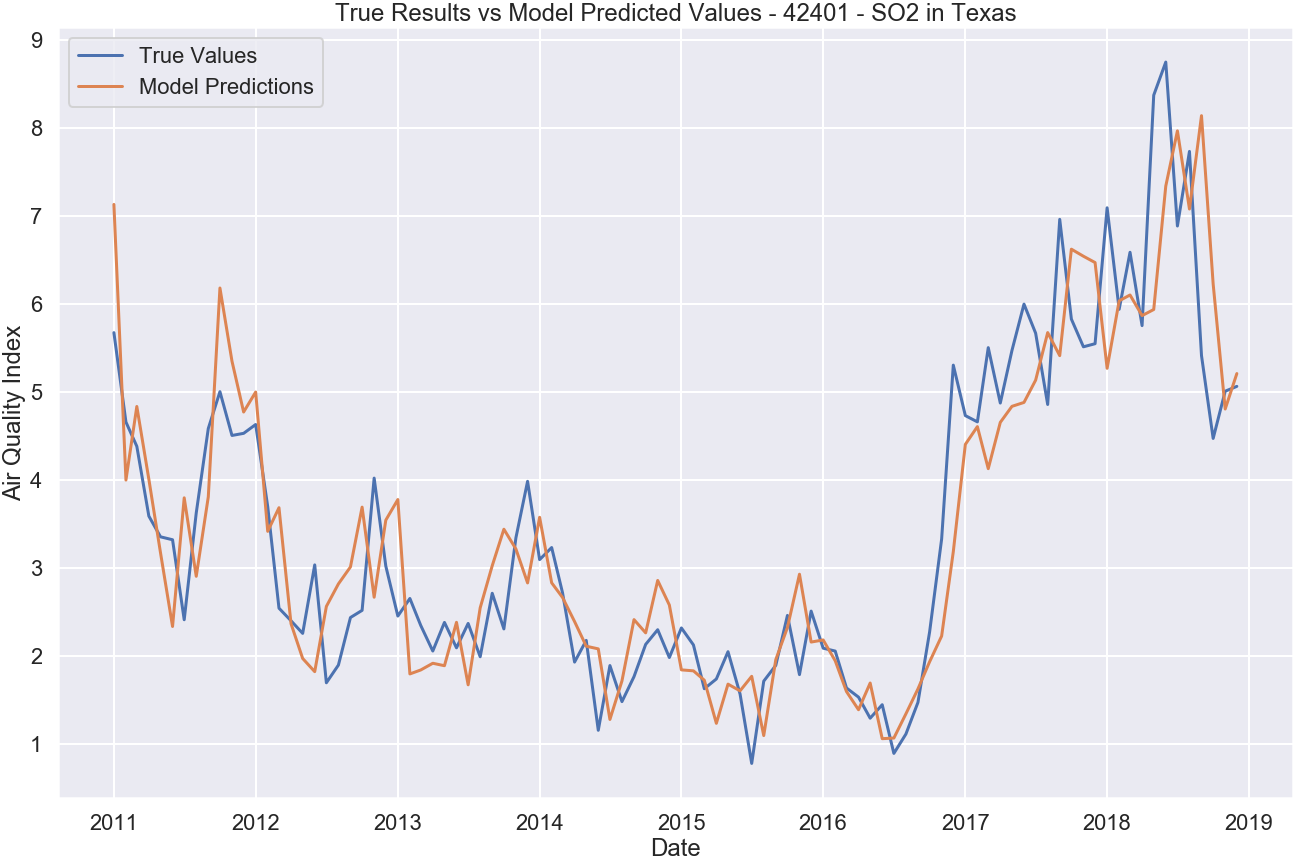 True Results vs Model Predicted Values - 42401 - SO2 in Texas
True Values
Model Predictions
Air Quality Index
9
8
7
6
5
4
3
2
1
2011 2012 2013 2014 2015 2016 2017 2018 2019
Date